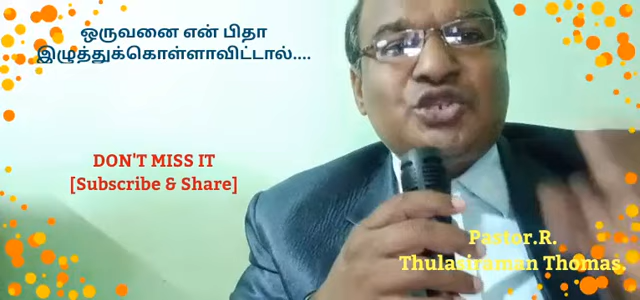 ஒருவனை என் பிதா
இழுத்துக்கொள்ளாவிட்டால்....
DON'T MISS IT
[Subscribe & Share]
Pastor.R.
Thulasiraman Thomas.